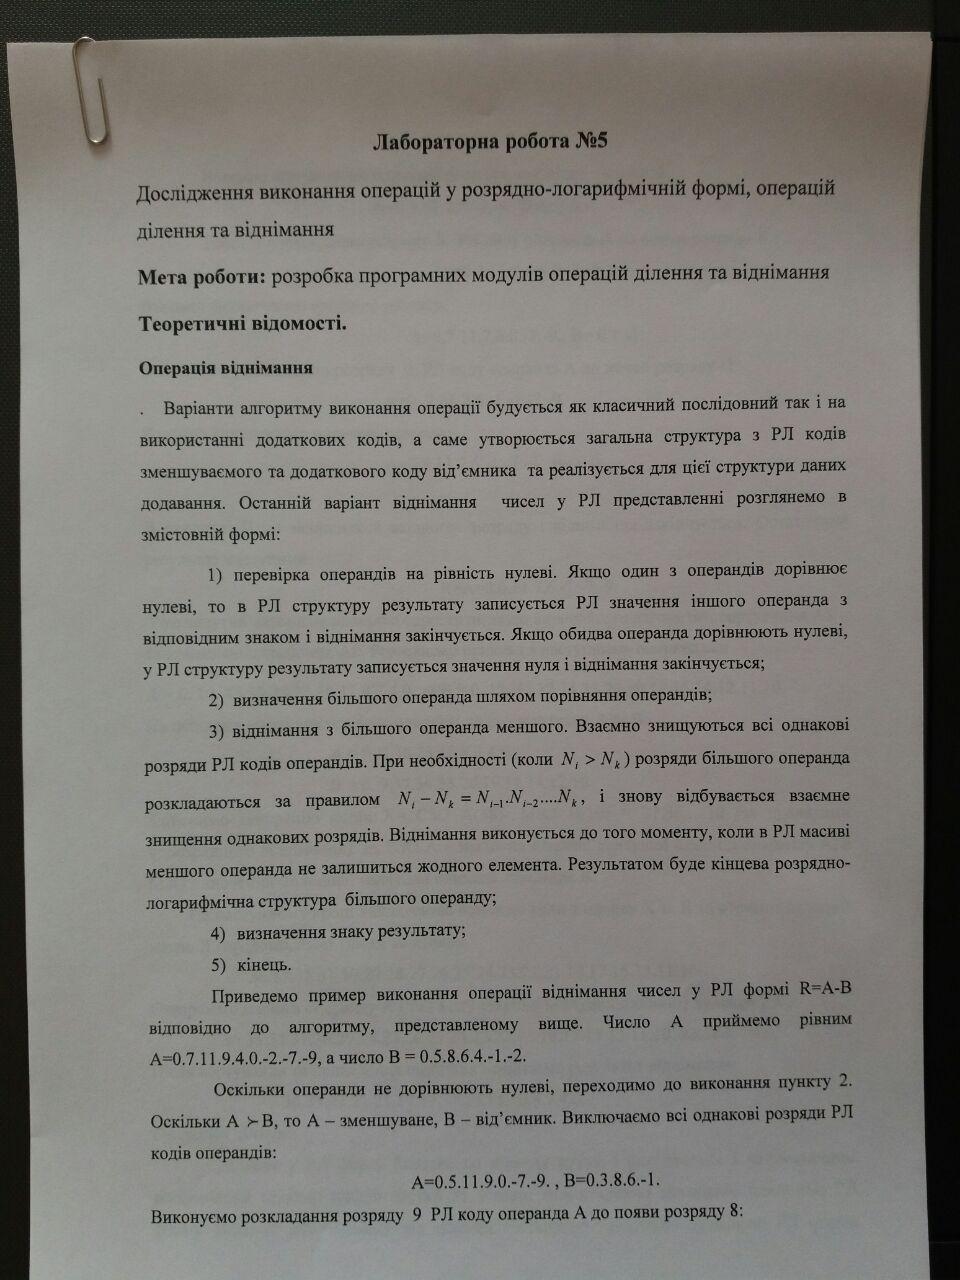 Лабораторна робота №5
Дослідження виконання операцій у розрядно-логарифмічній формі, операцій
ділення та віднімання
Мета роботи: розробка програмних модулів операцій ділення та віднімання
Теоретичні відомості.
Операція віднімання
. Варіанти алгоритму виконання операції будується як класичний послідовний так і на
використанні додаткових кодів, а саме утворюється загальна структура з РЛ кодів
зменшуваємого та додаткового коду від’ємника та реалізується для цієї структури даних
додавання. Останній варіант віднімання чисел у РЛ представленні розглянемо в
змістовній формі:
1) перевірка операндів на рівність нулеві. Якщо один з операндів дорівнює
нулеві, то в РЛ структуру результату записується РЛ значення іншого операнда з
відповідним знаком і віднімання закінчується. Якщо обидва операнда дорівнюють нулеві,
у РЛ структуру результату записується значення нуля і віднімання закінчується;
2) визначення більшого операнда шляхом порівняння операндів;
3) віднімання з більшого операнда меншого. Взаємно знищуються всі однакові
розряди РЛ кодів операндів. При необхідності (коли N_i > N_k) розряди більшого операнда
розкладаються за правилом N_i − N_k = N_{i−1}.N_{i−2}....N_k, і знову відбувається взаємне
знищення однакових розрядів. Віднімання виконується до того моменту, коли в РЛ масиві
меншого операнда не залишиться жодного елемента. Результатом буде кінцева розрядно-
логарифмічна структура більшого операнду;
4) визначення знаку результату;
5) кінець.
Приведемо пример виконання операції віднімання чисел у РЛ формі R=A-B
відповідно до алгоритму, представленому вище. Число А приймемо рівним
А=0.7.11.9.4.0.-2.-7.-9, а число В = 0.5.8.6.4.-1.-2.
Оскільки операнди не дорівнюють нулеві, переходимо до виконання пункту 2.
Оскільки А ≻ В, то А – зменшуване, В – від’ємник. Виключаємо всі однакові розряди РЛ
кодів операндів:
А=0.5.11.9.0.-7.-9. , В=0.3.8.6.-1.
Виконуємо розкладання розряду 9 РЛ коду операнда А до появи розряду 8: